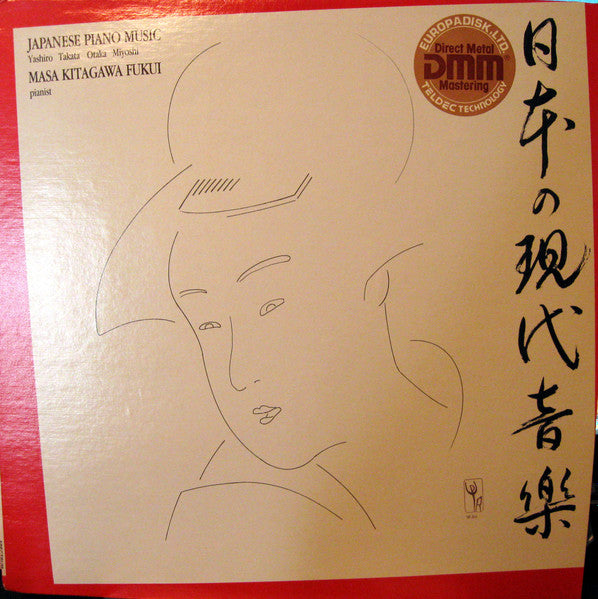 JAPANESE PIANO MUSIC
Yashiro Takata Otaka Miyoshi
MASA KITAGAWA FUKUI
pianist
EUROPADISK, LTD.
Direct Metal
DMM®
Mastering
TELDEC TECHNOLOGY
日本の現代音樂